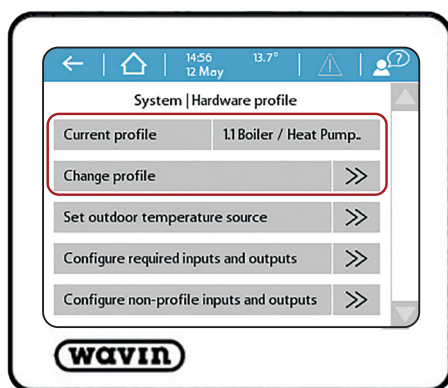 14:56 13.7°
12 May
System | Hardware profile
Current profile 1.1 Boiler / Heat Pump..
Change profile >>
Set outdoor temperature source >>
Configure required inputs and outputs >>
Configure non-profile inputs and outputs >>
wavin